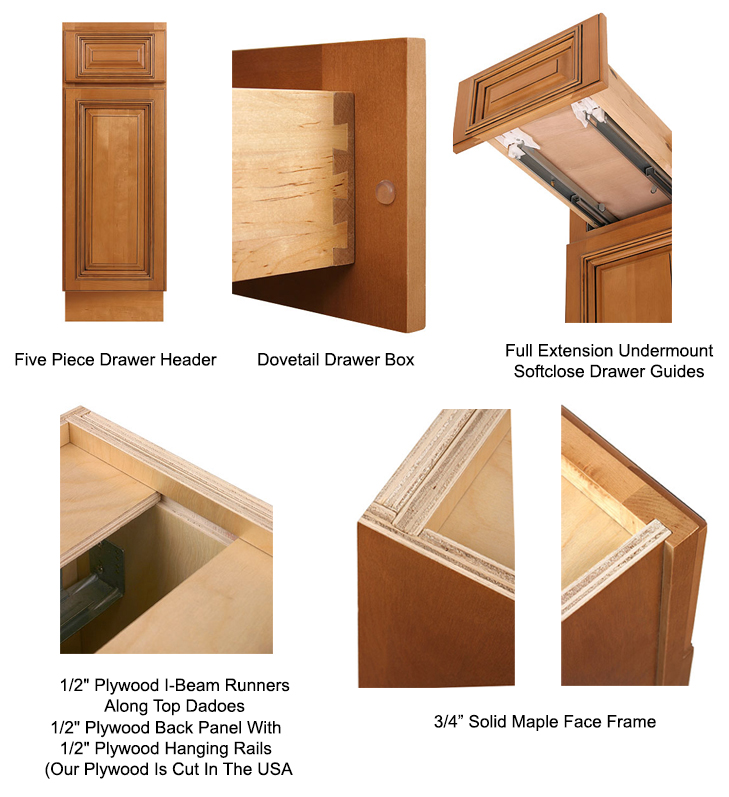 Five Piece Drawer Header
Dovetail Drawer Box
Full Extension Undermount
Softclose Drawer Guides
1/2" Plywood I-Beam Runners
Along Top Dadoes
1/2" Plywood Back Panel With
1/2" Plywood Hanging Rails
(Our Plywood Is Cut In The USA
3/4” Solid Maple Face Frame